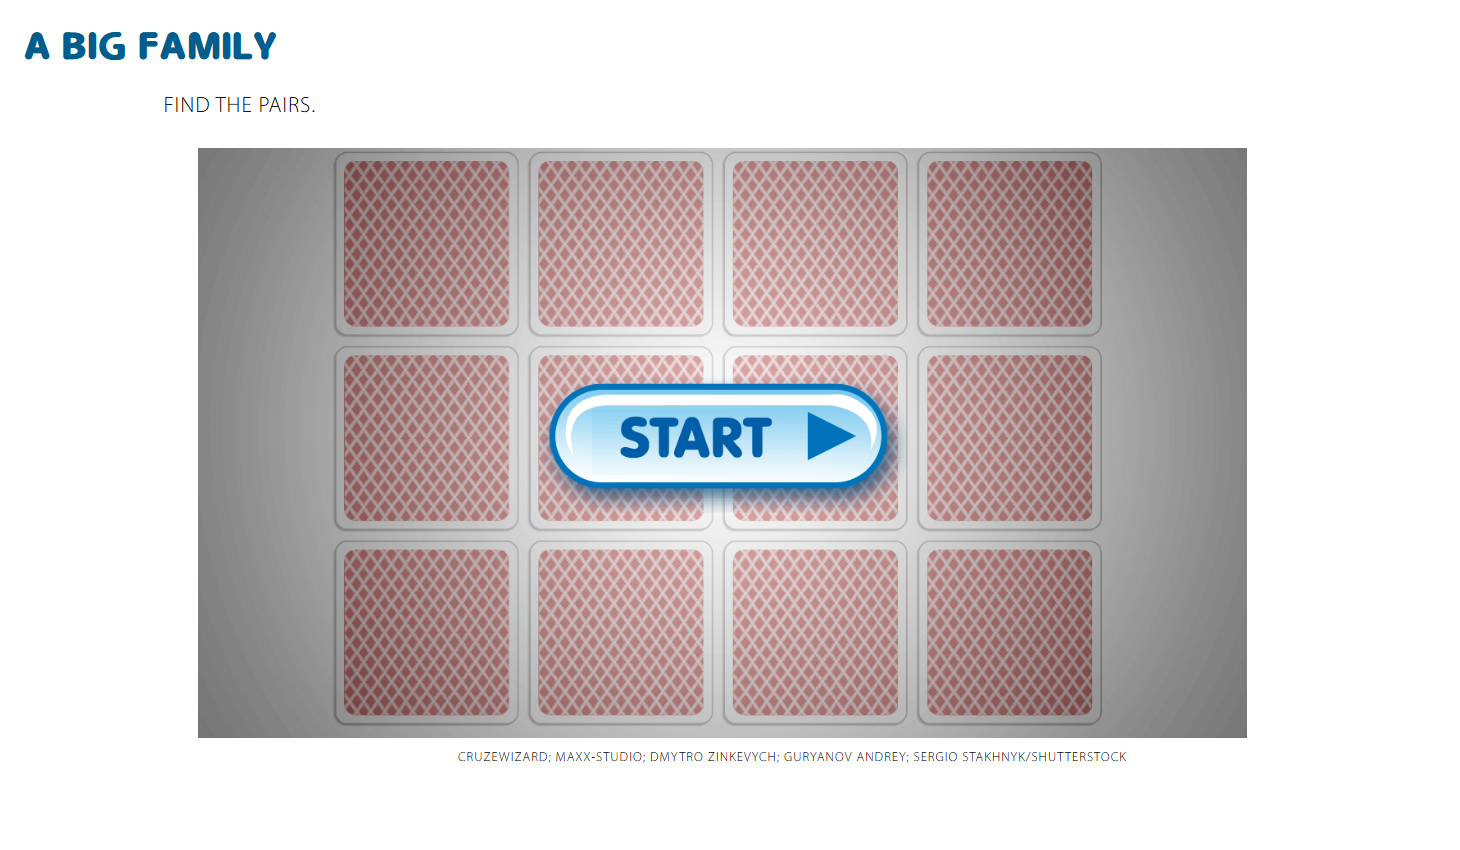 A BIG FAMILY
FIND THE PAIRS.
START
CRUZEWIZARD; MAXX-STUDIO; DMYTRO ZINKEVYCH; GURYANOV ANDREY; SERGIO STAKHNYK/SHUTTERSTOCK